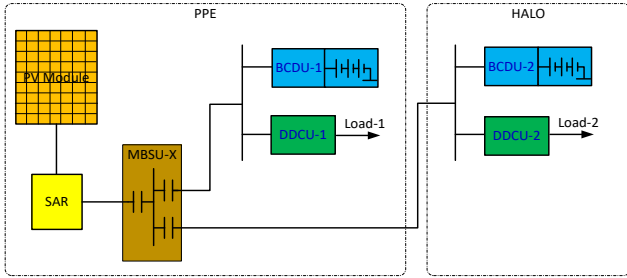 PPE
HALO
PV Module
BCDU-1
BCDU-2
DDCU-1
Load-1
DDCU-2
Load-2
MBSU-X
SAR